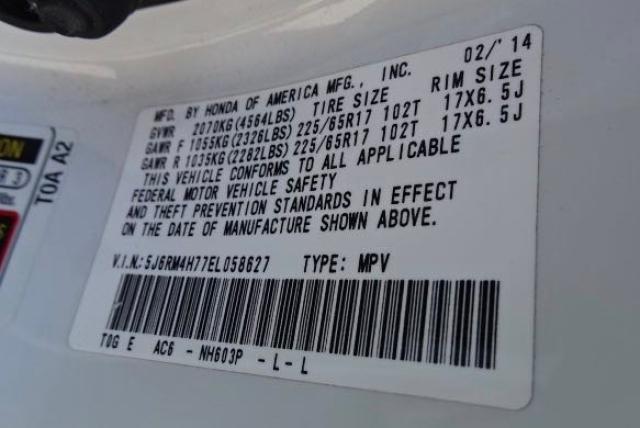 MFD. BY HONDA OF AMERICA MFG., INC. 02/'14
GVWR 2070KG(4564LBS) TIRE SIZE RIM SIZE
GAWR F 1055KG(2326LBS) 225/65R17 102T 17X6.5J
GAWR R 1035KG(2282LBS) 225/65R17 102T 17X6.5J
THIS VEHICLE CONFORMS TO ALL APPLICABLE
FEDERAL MOTOR VEHICLE SAFETY
AND THEFT PREVENTION STANDARDS IN EFFECT
ON THE DATE OF MANUFACTURE SHOWN ABOVE.
V.I.N:5J6RM4H77EL058627 TYPE: MPV
T0G E AC6 - NH603P - L - L
T0A A2